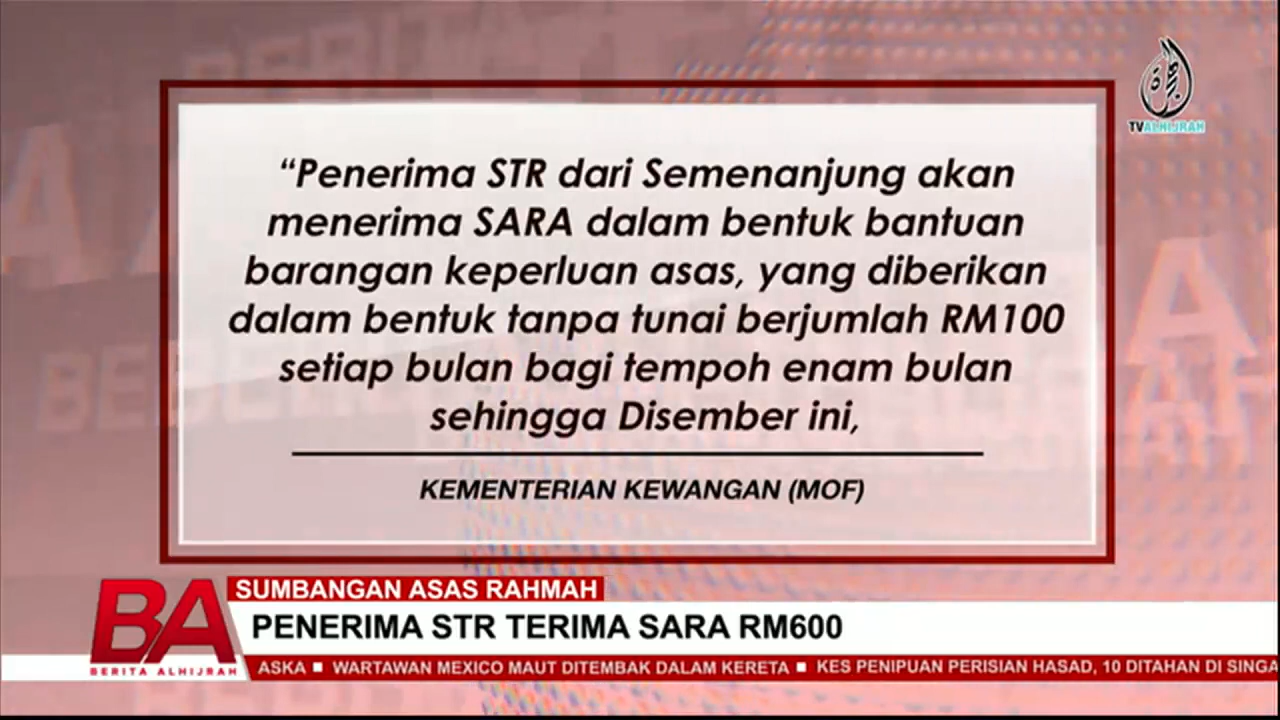 الهجرة
TVALHIJRAH
“Penerima STR dari Semenanjung akan
menerima SARA dalam bentuk bantuan
barangan keperluan asas, yang diberikan
dalam bentuk tanpa tunai berjumlah RM100
setiap bulan bagi tempoh enam bulan
sehingga Disember ini,
KEMENTERIAN KEWANGAN (MOF)
BA
BERITA ALHIJRAH
SUMBANGAN ASAS RAHMAH
PENERIMA STR TERIMA SARA RM600
ASKA ■ WARTAWAN MEXICO MAUT DITEMBAK DALAM KERETA ■ KES PENIPUAN PERISIAN HASAD, 10 DITAHAN DI SINGA